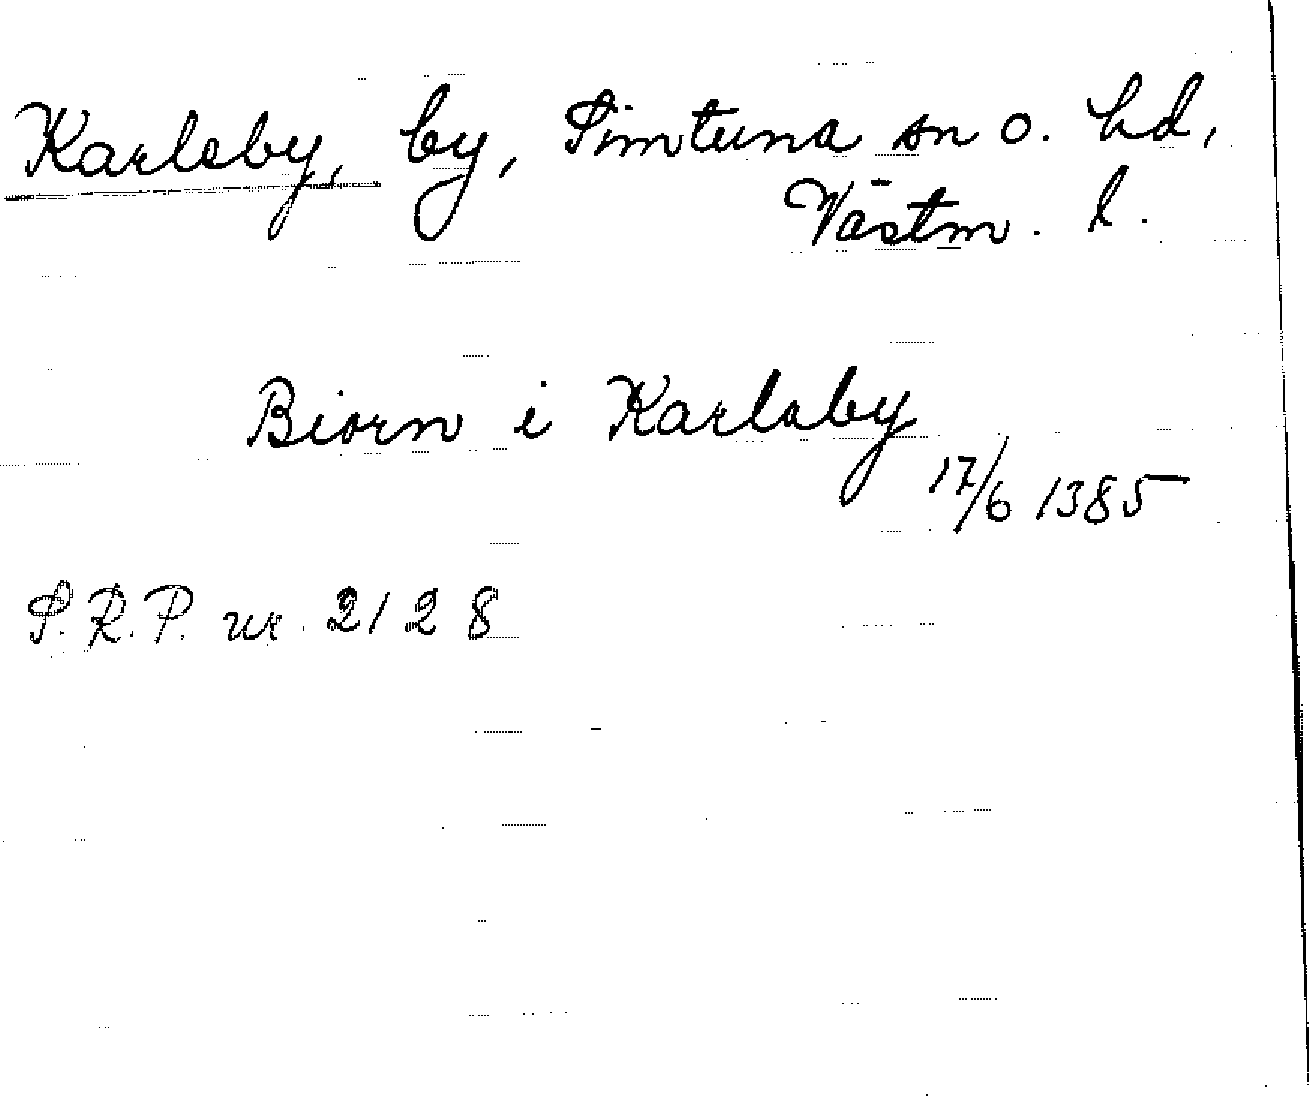 Karleby, by, Simtuna sn o. hd,
Västm. l.
Biorn i Karlaby
17/6 1385
S.R.P. nr. 2128